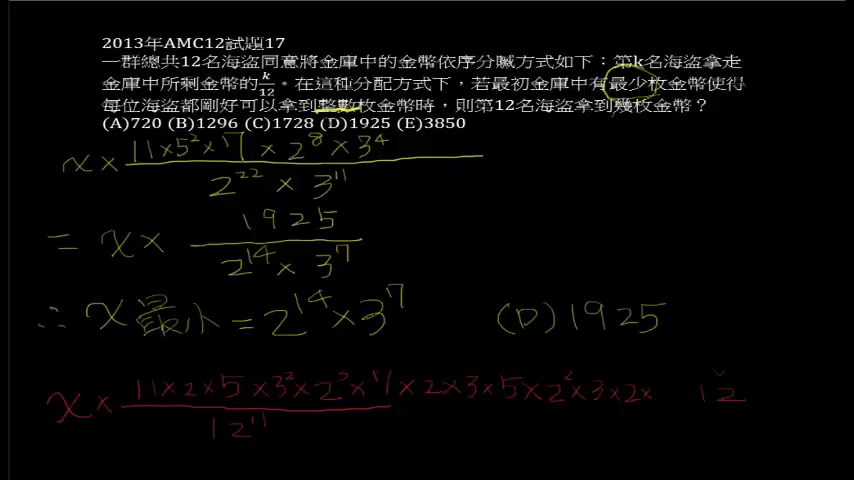 2013年AMC12試題17
一群總共12名海盜同意將金庫中的金幣依序分贓方式如下：第k名海盜拿走
金庫中所剩金幣的k/12。在這種分配方式下，若最初金庫中有最少枚金幣使得
每位海盜都剛好可以拿到整數枚金幣時，則第12名海盜拿到幾枚金幣？
(A)720 (B)1296 (C)1728 (D)1925 (E)3850
x × (11×5²×7 × 2⁸ × 3⁴)/(2²² × 3¹¹)
= x × 1925/(2¹⁴ × 3⁷)
∴ x 最小 = 2¹⁴ × 3⁷ (D) 1925
x × (11×2×5×3²×2³×7×2×3×5×2²×3×2× 12)/12¹¹